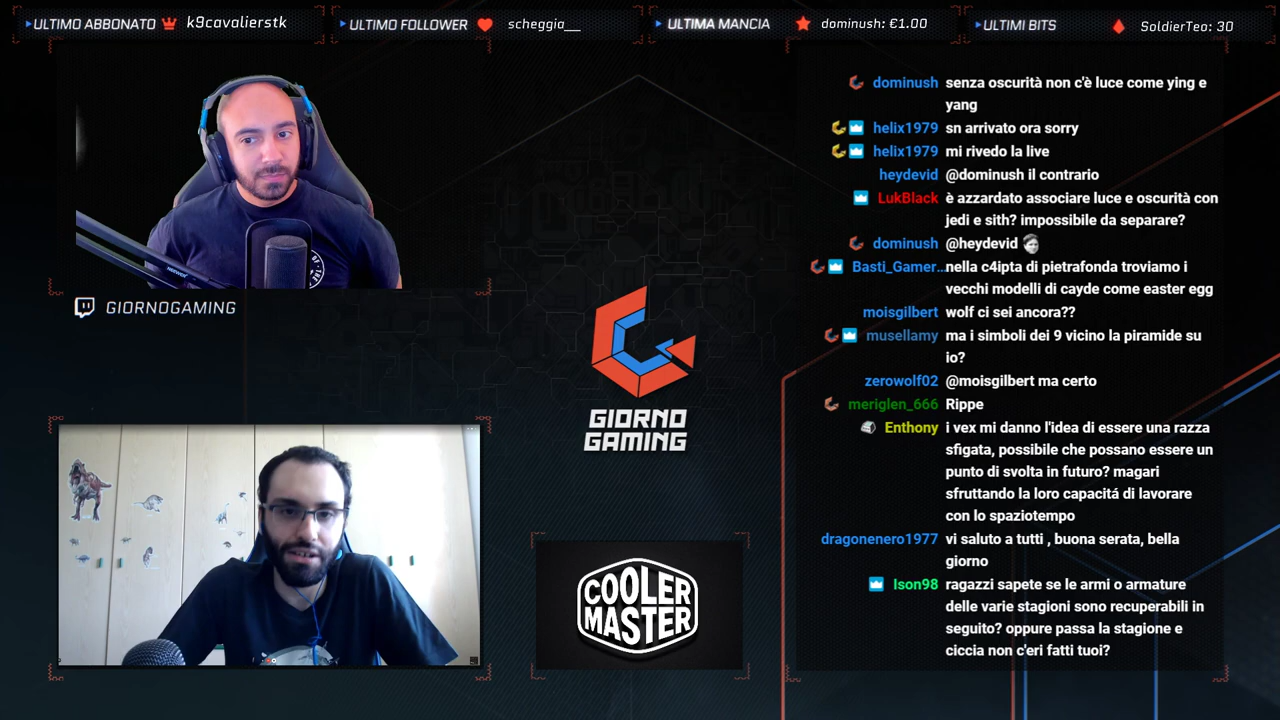 ULTIMO ABBONATO k9cavalierstk
ULTIMO FOLLOWER scheggia__
ULTIMA MANCIA dominush: €1.00
ULTIMI BITS SoldierTea: 30
GIORNOGAMING
GIORNO
GAMING
COOLER
MASTER
dominush senza oscurità non c'è luce come ying e
yang
helix1979 sn arrivato ora sorry
helix1979 mi rivedo la live
heydevid @dominush il contrario
LukBlack è azzardato associare luce e oscurità con
jedi e sith? impossibile da separare?
dominush @heydevid
Basti_Gamer... nella c4ipta di pietrafonda troviamo i
vecchi modelli di cayde come easter egg
moisgilbert wolf ci sei ancora??
musellamy ma i simboli dei 9 vicino la piramide su
io?
zerowolf02 @moisgilbert ma certo
meriglen_666 Rippe
Enthony i vex mi danno l'idea di essere una razza
sfigata, possibile che possano essere un
punto di svolta in futuro? magari
sfruttando la loro capacitá di lavorare
con lo spaziotempo
dragonenero1977 vi saluto a tutti , buona serata, bella
giorno
Ison98 ragazzi sapete se le armi o armature
delle varie stagioni sono recuperabili in
seguito? oppure passa la stagione e
ciccia non c'eri fatti tuoi?